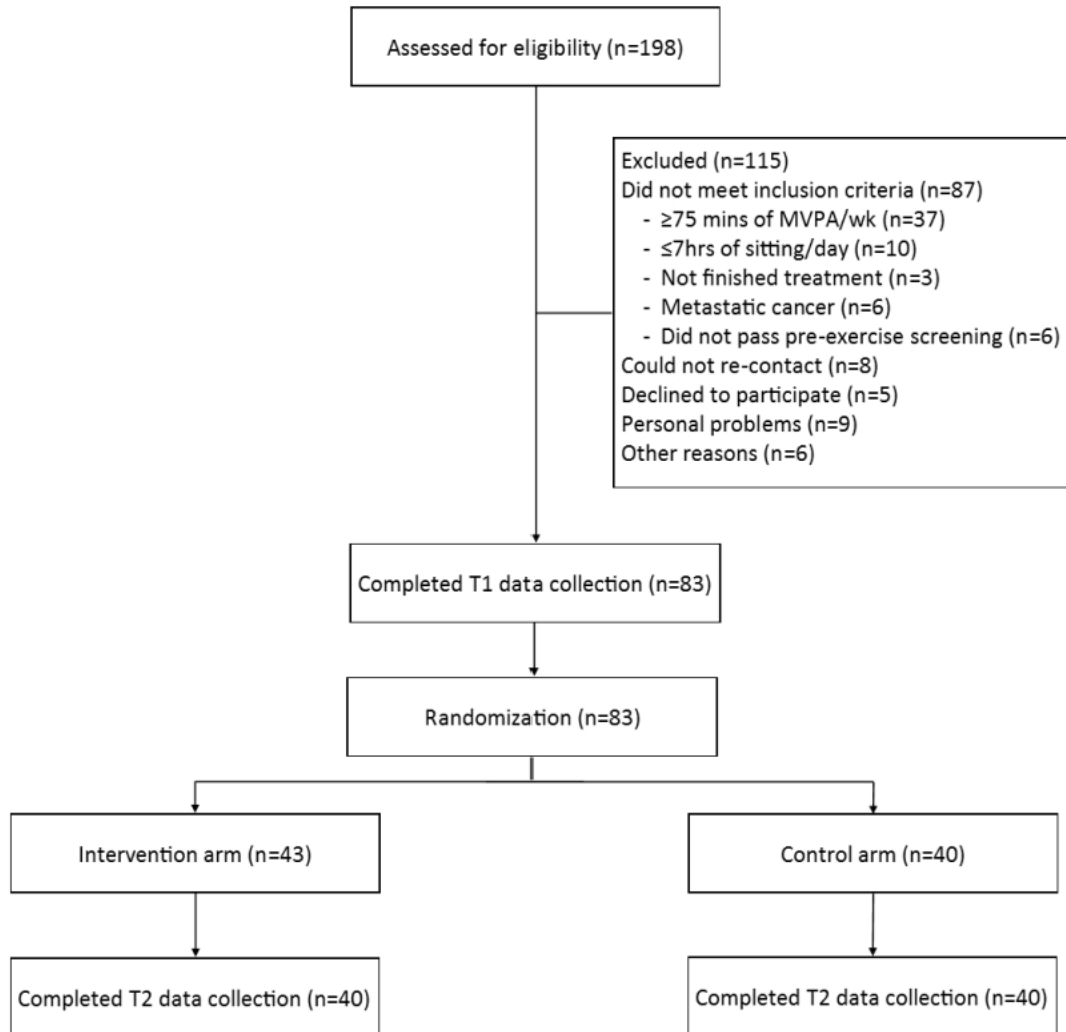 Assessed for eligibility (n=198)
Excluded (n=115)
Did not meet inclusion criteria (n=87)
- ≥75 mins of MVPA/wk (n=37)
- ≤7hrs of sitting/day (n=10)
- Not finished treatment (n=3)
- Metastatic cancer (n=6)
- Did not pass pre-exercise screening (n=6)
Could not re-contact (n=8)
Declined to participate (n=5)
Personal problems (n=9)
Other reasons (n=6)
Completed T1 data collection (n=83)
Randomization (n=83)
Intervention arm (n=43)
Control arm (n=40)
Completed T2 data collection (n=40)
Completed T2 data collection (n=40)